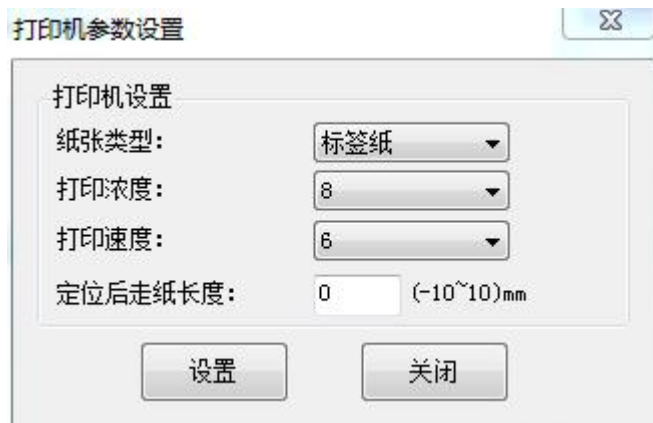 打印机参数设置
打印机设置
纸张类型： 标签纸
打印浓度： 8
打印速度： 6
定位后走纸长度： 0 (-10~10)mm
设置 关闭